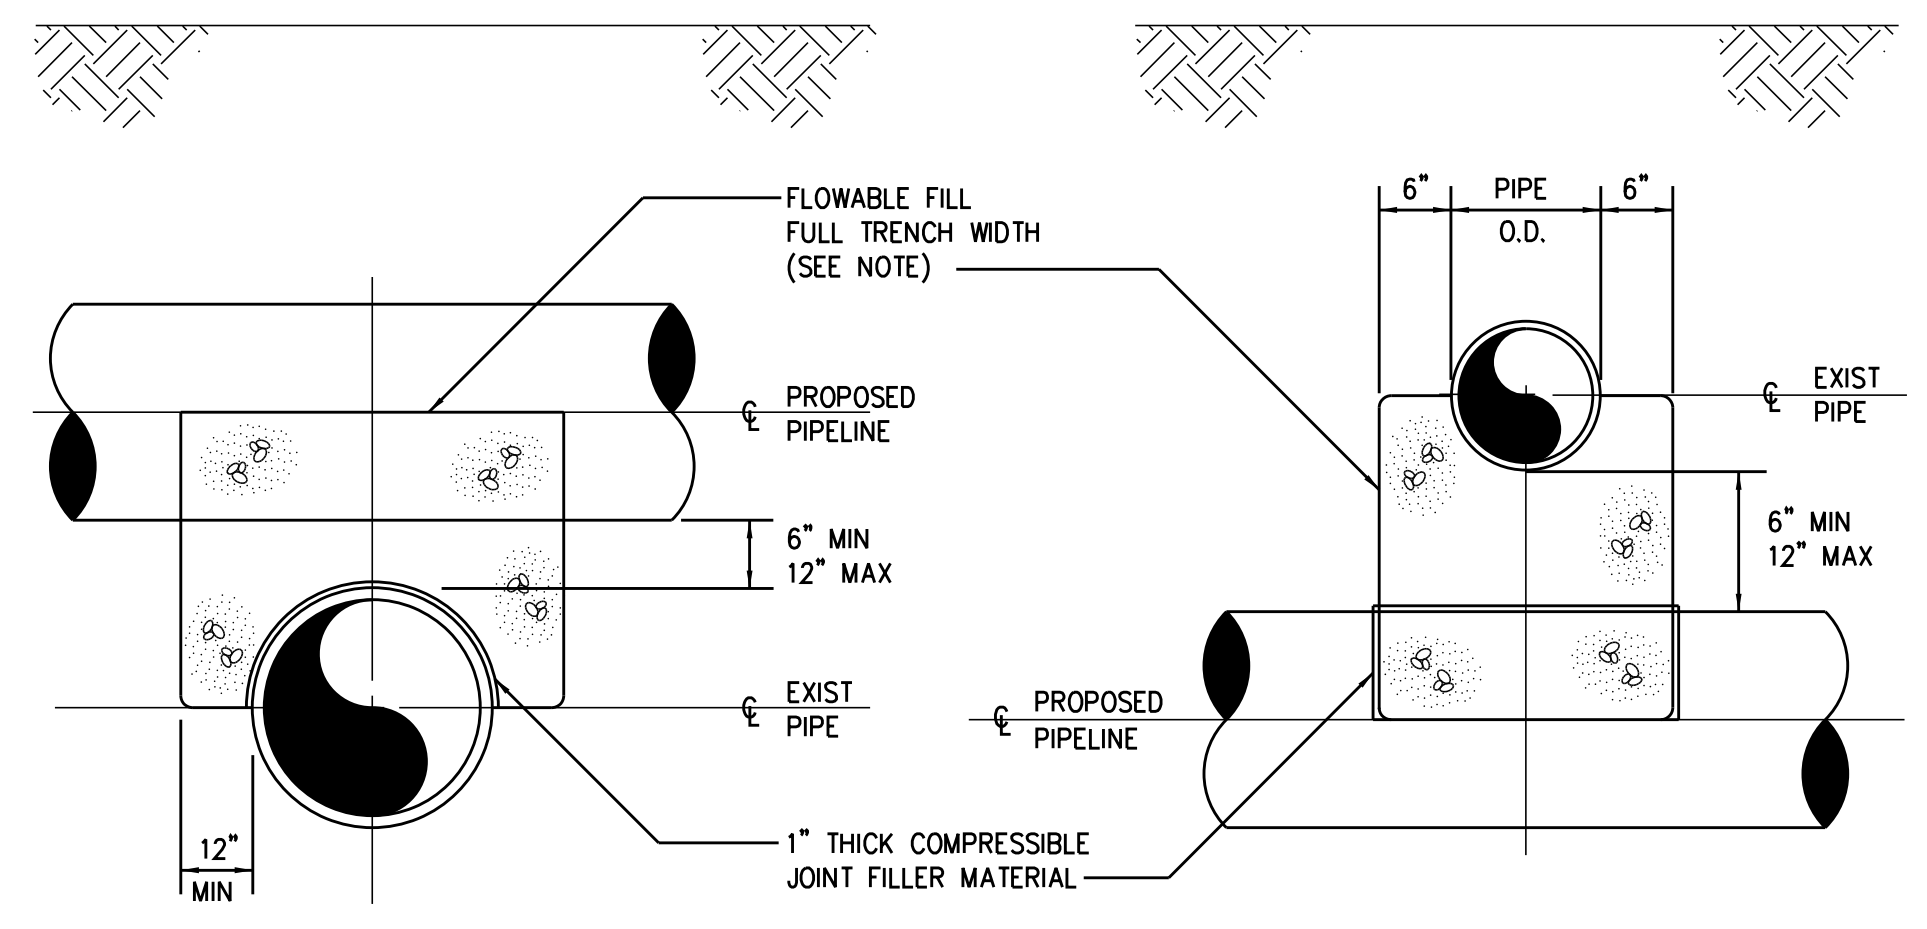 FLOWABLE FILL
FULL TRENCH WIDTH
(SEE NOTE)
6" PIPE 6"
O.D.
℄ PROPOSED
PIPELINE
℄ EXIST
PIPE
6" MIN
12" MAX
6" MIN
12" MAX
℄ EXIST
PIPE
℄ PROPOSED
PIPELINE
12"
MIN
1" THICK COMPRESSIBLE
JOINT FILLER MATERIAL